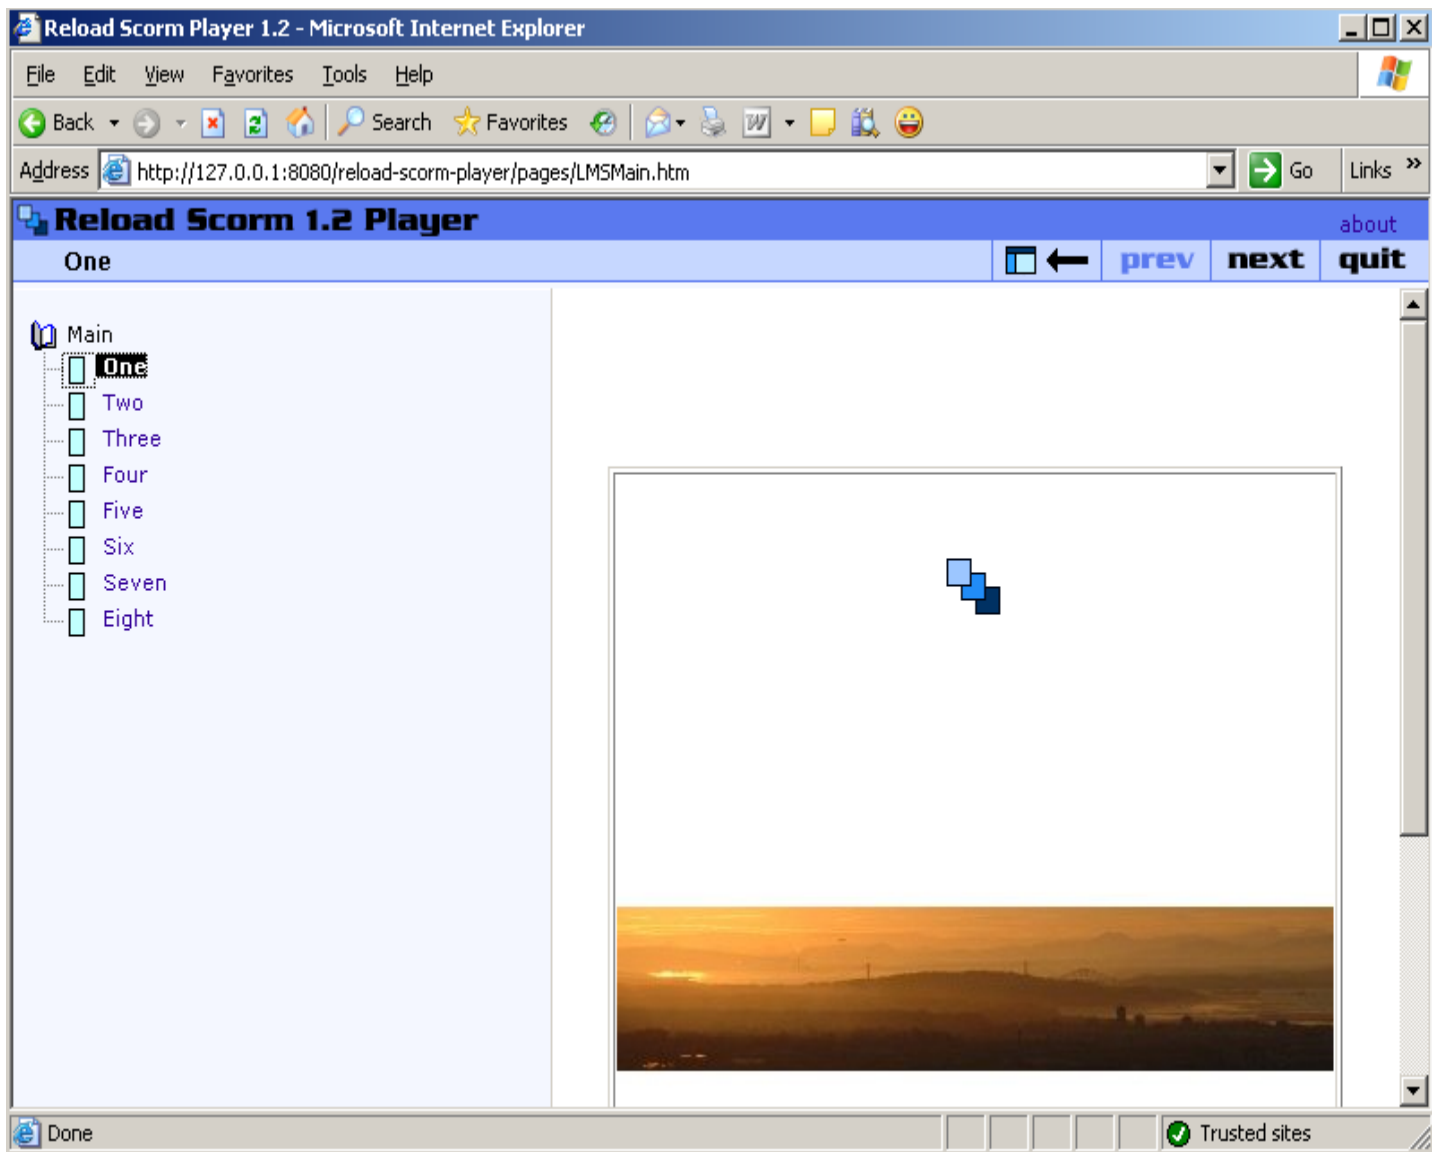 Reload Scorm Player 1.2 - Microsoft Internet Explorer
File Edit View Favorites Tools Help
Back Search Favorites W
Address http://127.0.0.1:8080/reload-scorm-player/pages/LMSMain.htm Go Links »
Reload Scorm 1.2 Player about
One prev next quit
Main
One
Two
Three
Four
Five
Six
Seven
Eight
Done Trusted sites